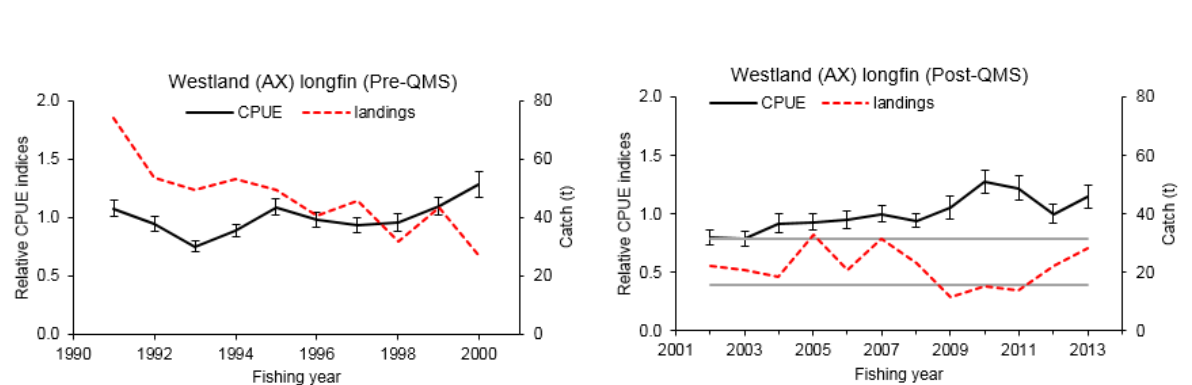 Westland (AX) longfin (Pre-QMS)
CPUE landings
2.0
1.5
1.0
0.5
0.0
Relative CPUE indices
80
60
40
20
0
Catch (t)
1990 1992 1994 1996 1998 2000
Fishing year
Westland (AX) longfin (Post-QMS)
CPUE landings
2.0
1.5
1.0
0.5
0.0
Relative CPUE indices
80
60
40
20
0
Catch (t)
2001 2003 2005 2007 2009 2011 2013
Fishing year